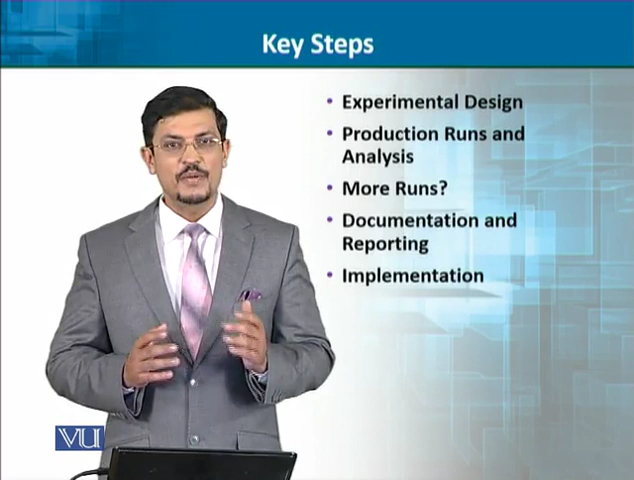 Key Steps
• Experimental Design
• Production Runs and
Analysis
• More Runs?
• Documentation and
Reporting
• Implementation
VU